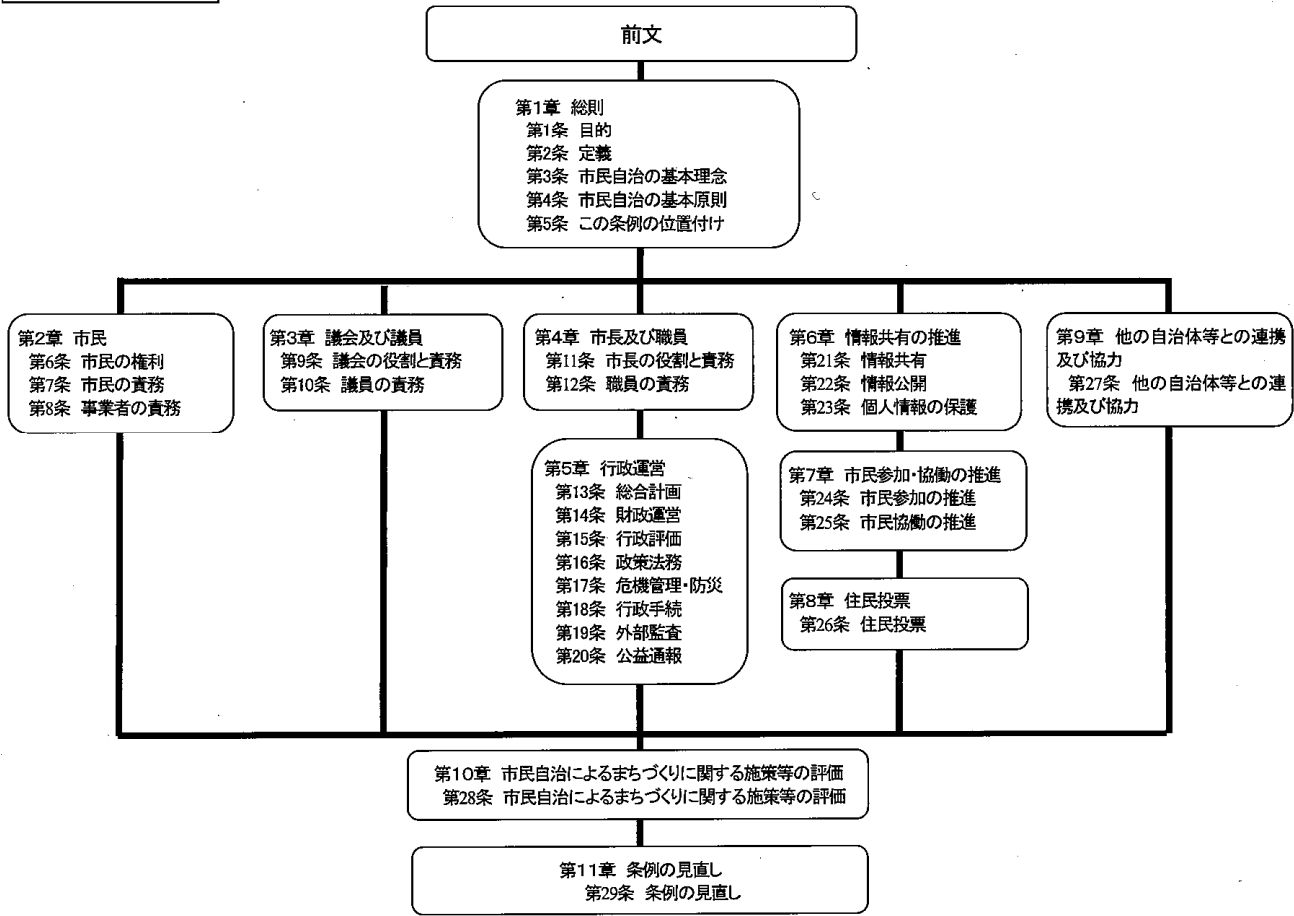 前文
第1章 総則
第1条 目的
第2条 定義
第3条 市民自治の基本理念
第4条 市民自治の基本原則
第5条 この条例の位置付け
第2章 市民
第6条 市民の権利
第7条 市民の責務
第8条 事業者の責務
第3章 議会及び議員
第9条 議会の役割と責務
第10条 議員の責務
第4章 市長及び職員
第11条 市長の役割と責務
第12条 職員の責務
第5章 行政運営
第13条 総合計画
第14条 財政運営
第15条 行政評価
第16条 政策法務
第17条 危機管理・防災
第18条 行政手続
第19条 外部監査
第20条 公益通報
第6章 情報共有の推進
第21条 情報共有
第22条 情報公開
第23条 個人情報の保護
第7章 市民参加・協働の推進
第24条 市民参加の推進
第25条 市民協働の推進
第8章 住民投票
第26条 住民投票
第9章 他の自治体等との連携
及び協力
第27条 他の自治体等との連
携及び協力
第10章 市民自治によるまちづくりに関する施策等の評価
第28条 市民自治によるまちづくりに関する施策等の評価
第11章 条例の見直し
第29条 条例の見直し